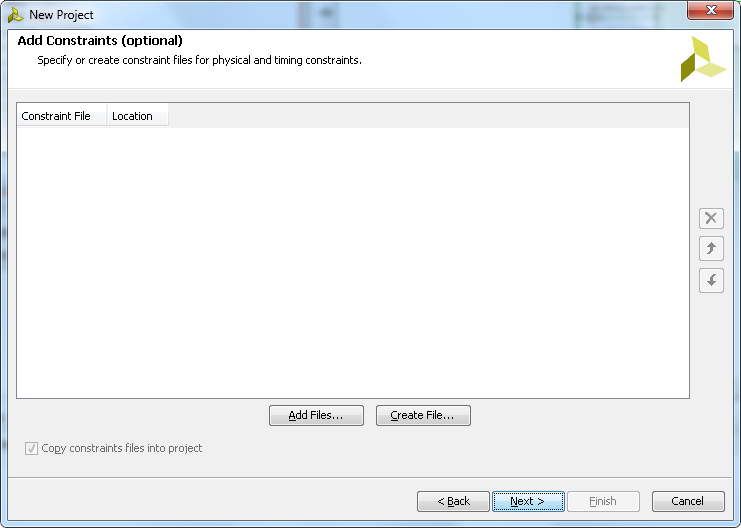 New Project
Add Constraints (optional)
Specify or create constraint files for physical and timing constraints.
Constraint File Location
Add Files... Create File...
Copy constraints files into project
< Back Next > Finish Cancel